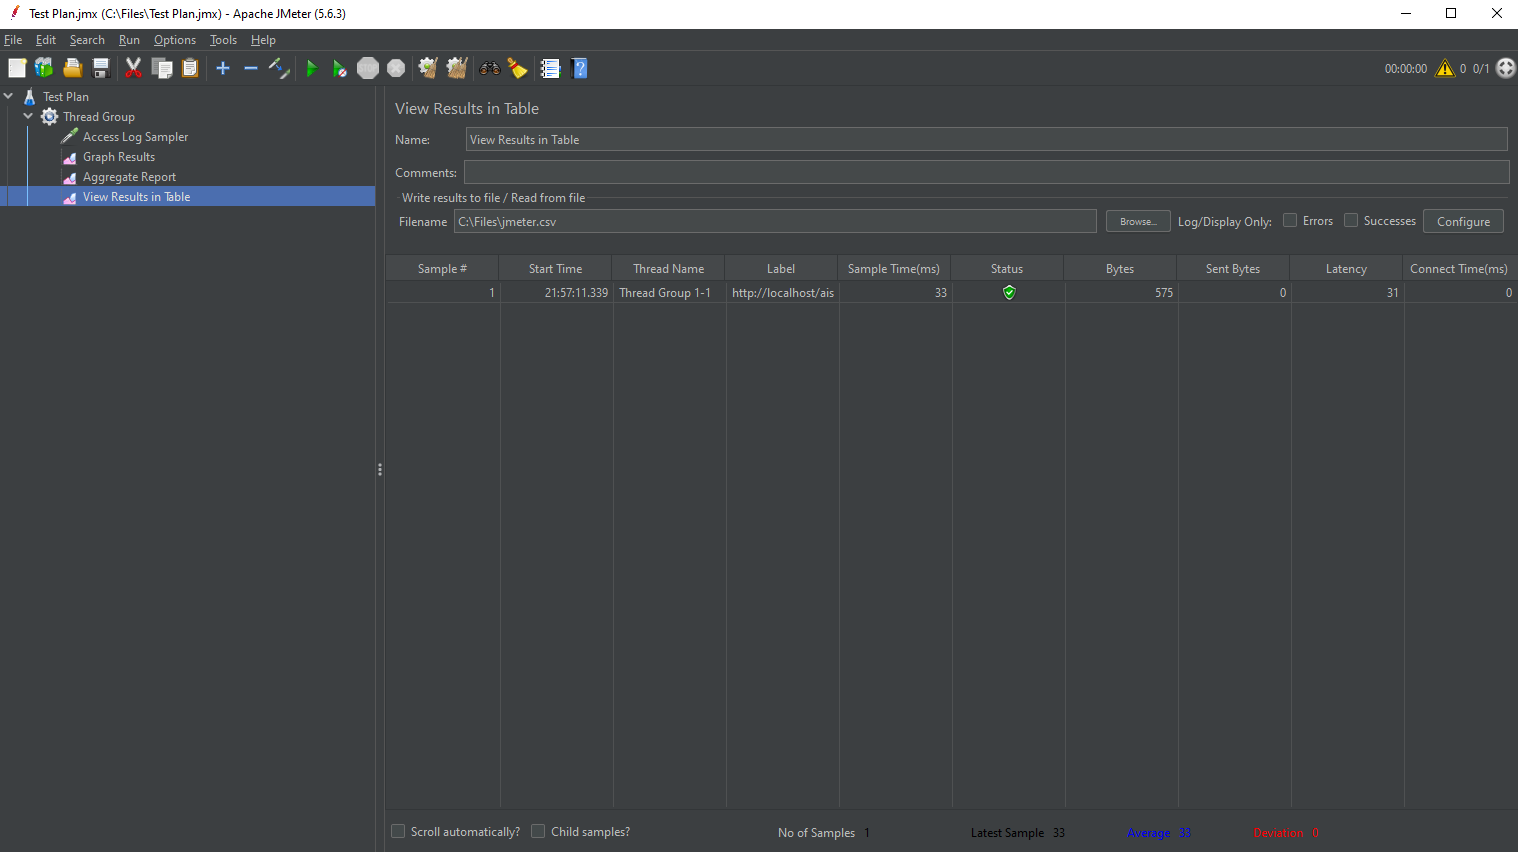 Test Plan.jmx (C:\Files\Test Plan.jmx) - Apache JMeter (5.6.3)
File Edit Search Run Options Tools Help
STOP 00:00:00 0 0/1
Test Plan
Thread Group
Access Log Sampler
Graph Results
Aggregate Report
View Results in Table
View Results in Table
Name: View Results in Table
Comments:
Write results to file / Read from file
Filename C:\Files\jmeter.csv Browse... Log/Display Only: Errors Successes Configure
Sample # Start Time Thread Name Label Sample Time(ms) Status Bytes Sent Bytes Latency Connect Time(ms)
1 21:57:11.339 Thread Group 1-1 http://localhost/ais 33 575 0 31 0
Scroll automatically? Child samples? No of Samples 1 Latest Sample 33 Average 33 Deviation 0